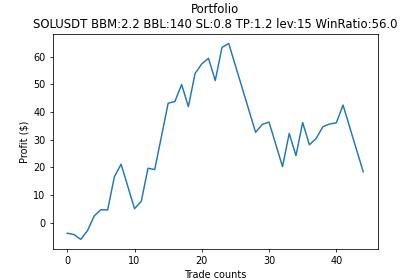 Portfolio
SOLUSDT BBM:2.2 BBL:140 SL:0.8 TP:1.2 lev:15 WinRatio:56.0
60
50
40
30
20
10
0
Profit ($)
0 10 20 30 40
Trade counts